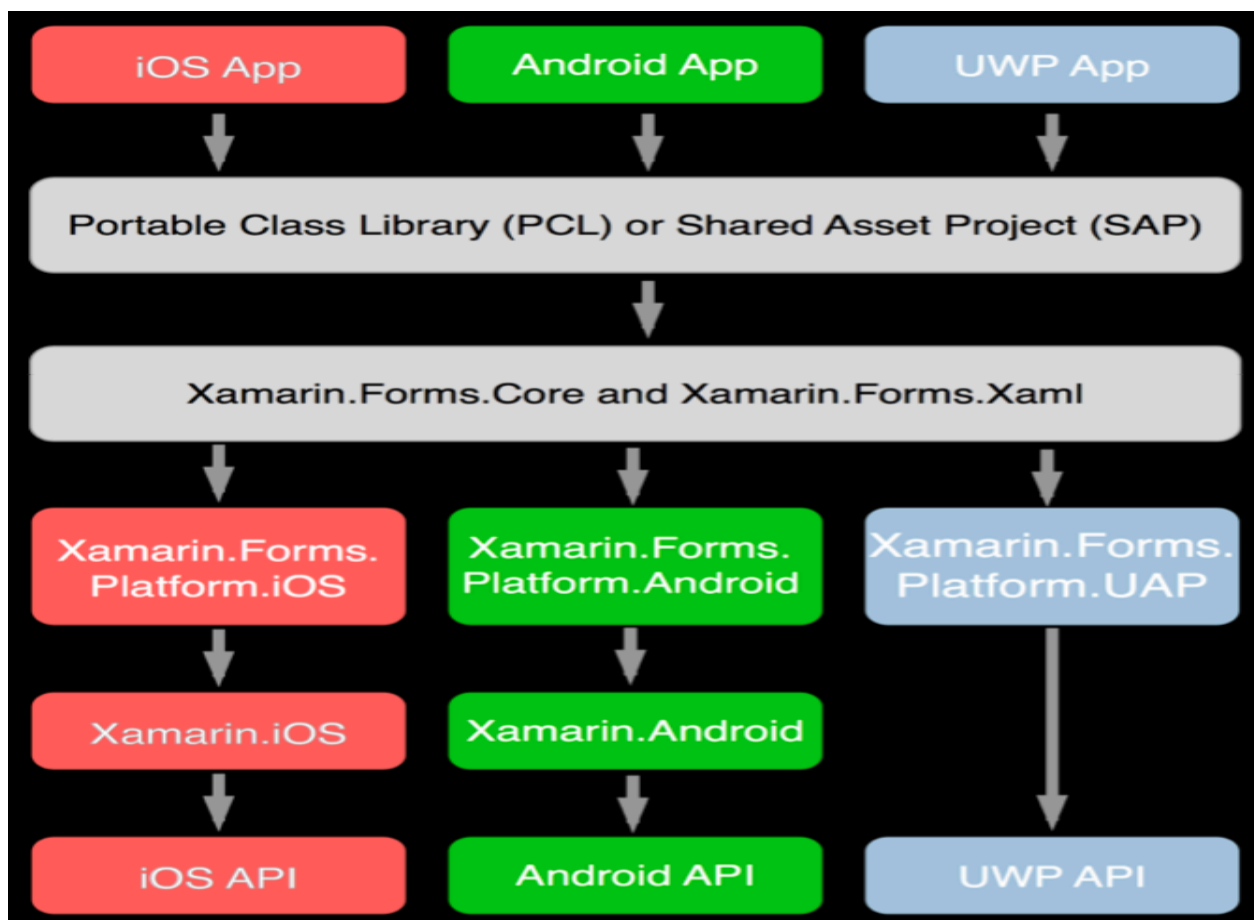 iOS App
Android App
UWP App
Portable Class Library (PCL) or Shared Asset Project (SAP)
Xamarin.Forms.Core and Xamarin.Forms.Xaml
Xamarin.Forms.
Platform.iOS
Xamarin.Forms.
Platform.Android
Xamarin.Forms.
Platform.UAP
Xamarin.iOS
Xamarin.Android
iOS API
Android API
UWP API